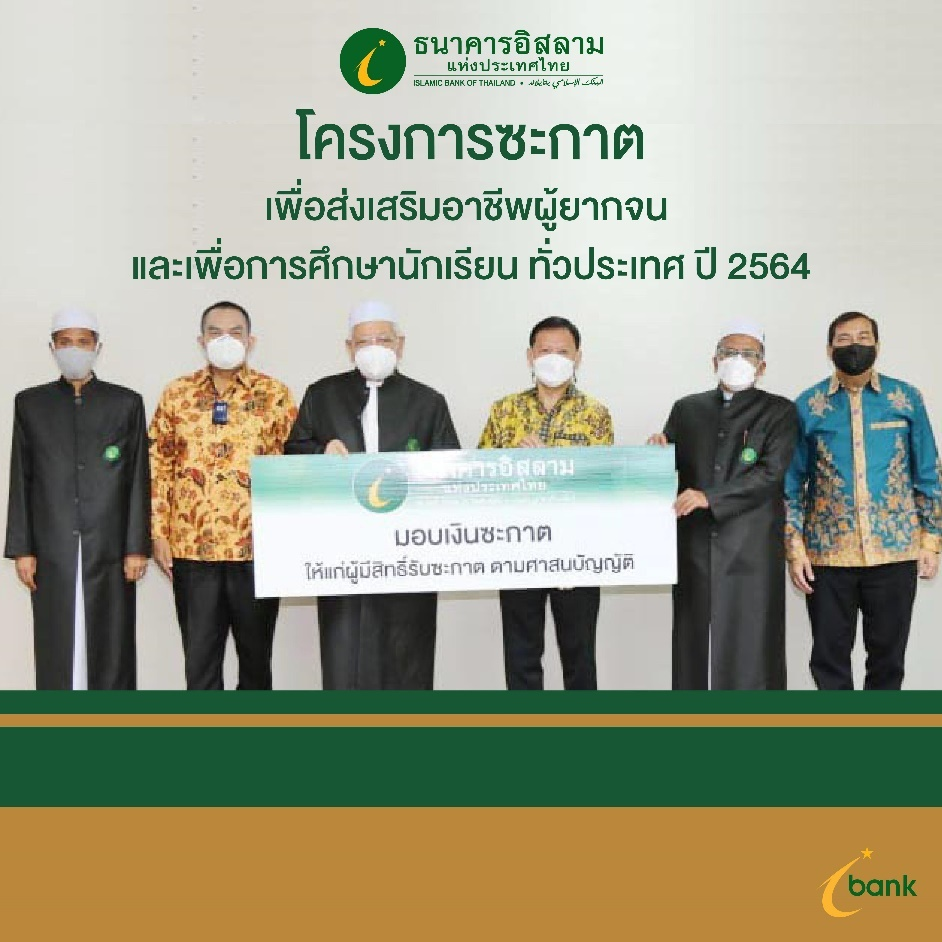 ธนาคารอิสลาม
แห่งประเทศไทย
ISLAMIC BANK OF THAILAND •
โครงการซะกาต
เพื่อส่งเสริมอาชีพผู้ยากจน
และเพื่อการศึกษานักเรียน ทั่วประเทศ ปี 2564
ธนาคารอิสลาม
แห่งประเทศไทย
มอบเงินซะกาต
ให้แก่ผู้มีสิทธิ์รับซะกาต ตามศาสนบัญญัติ
bank